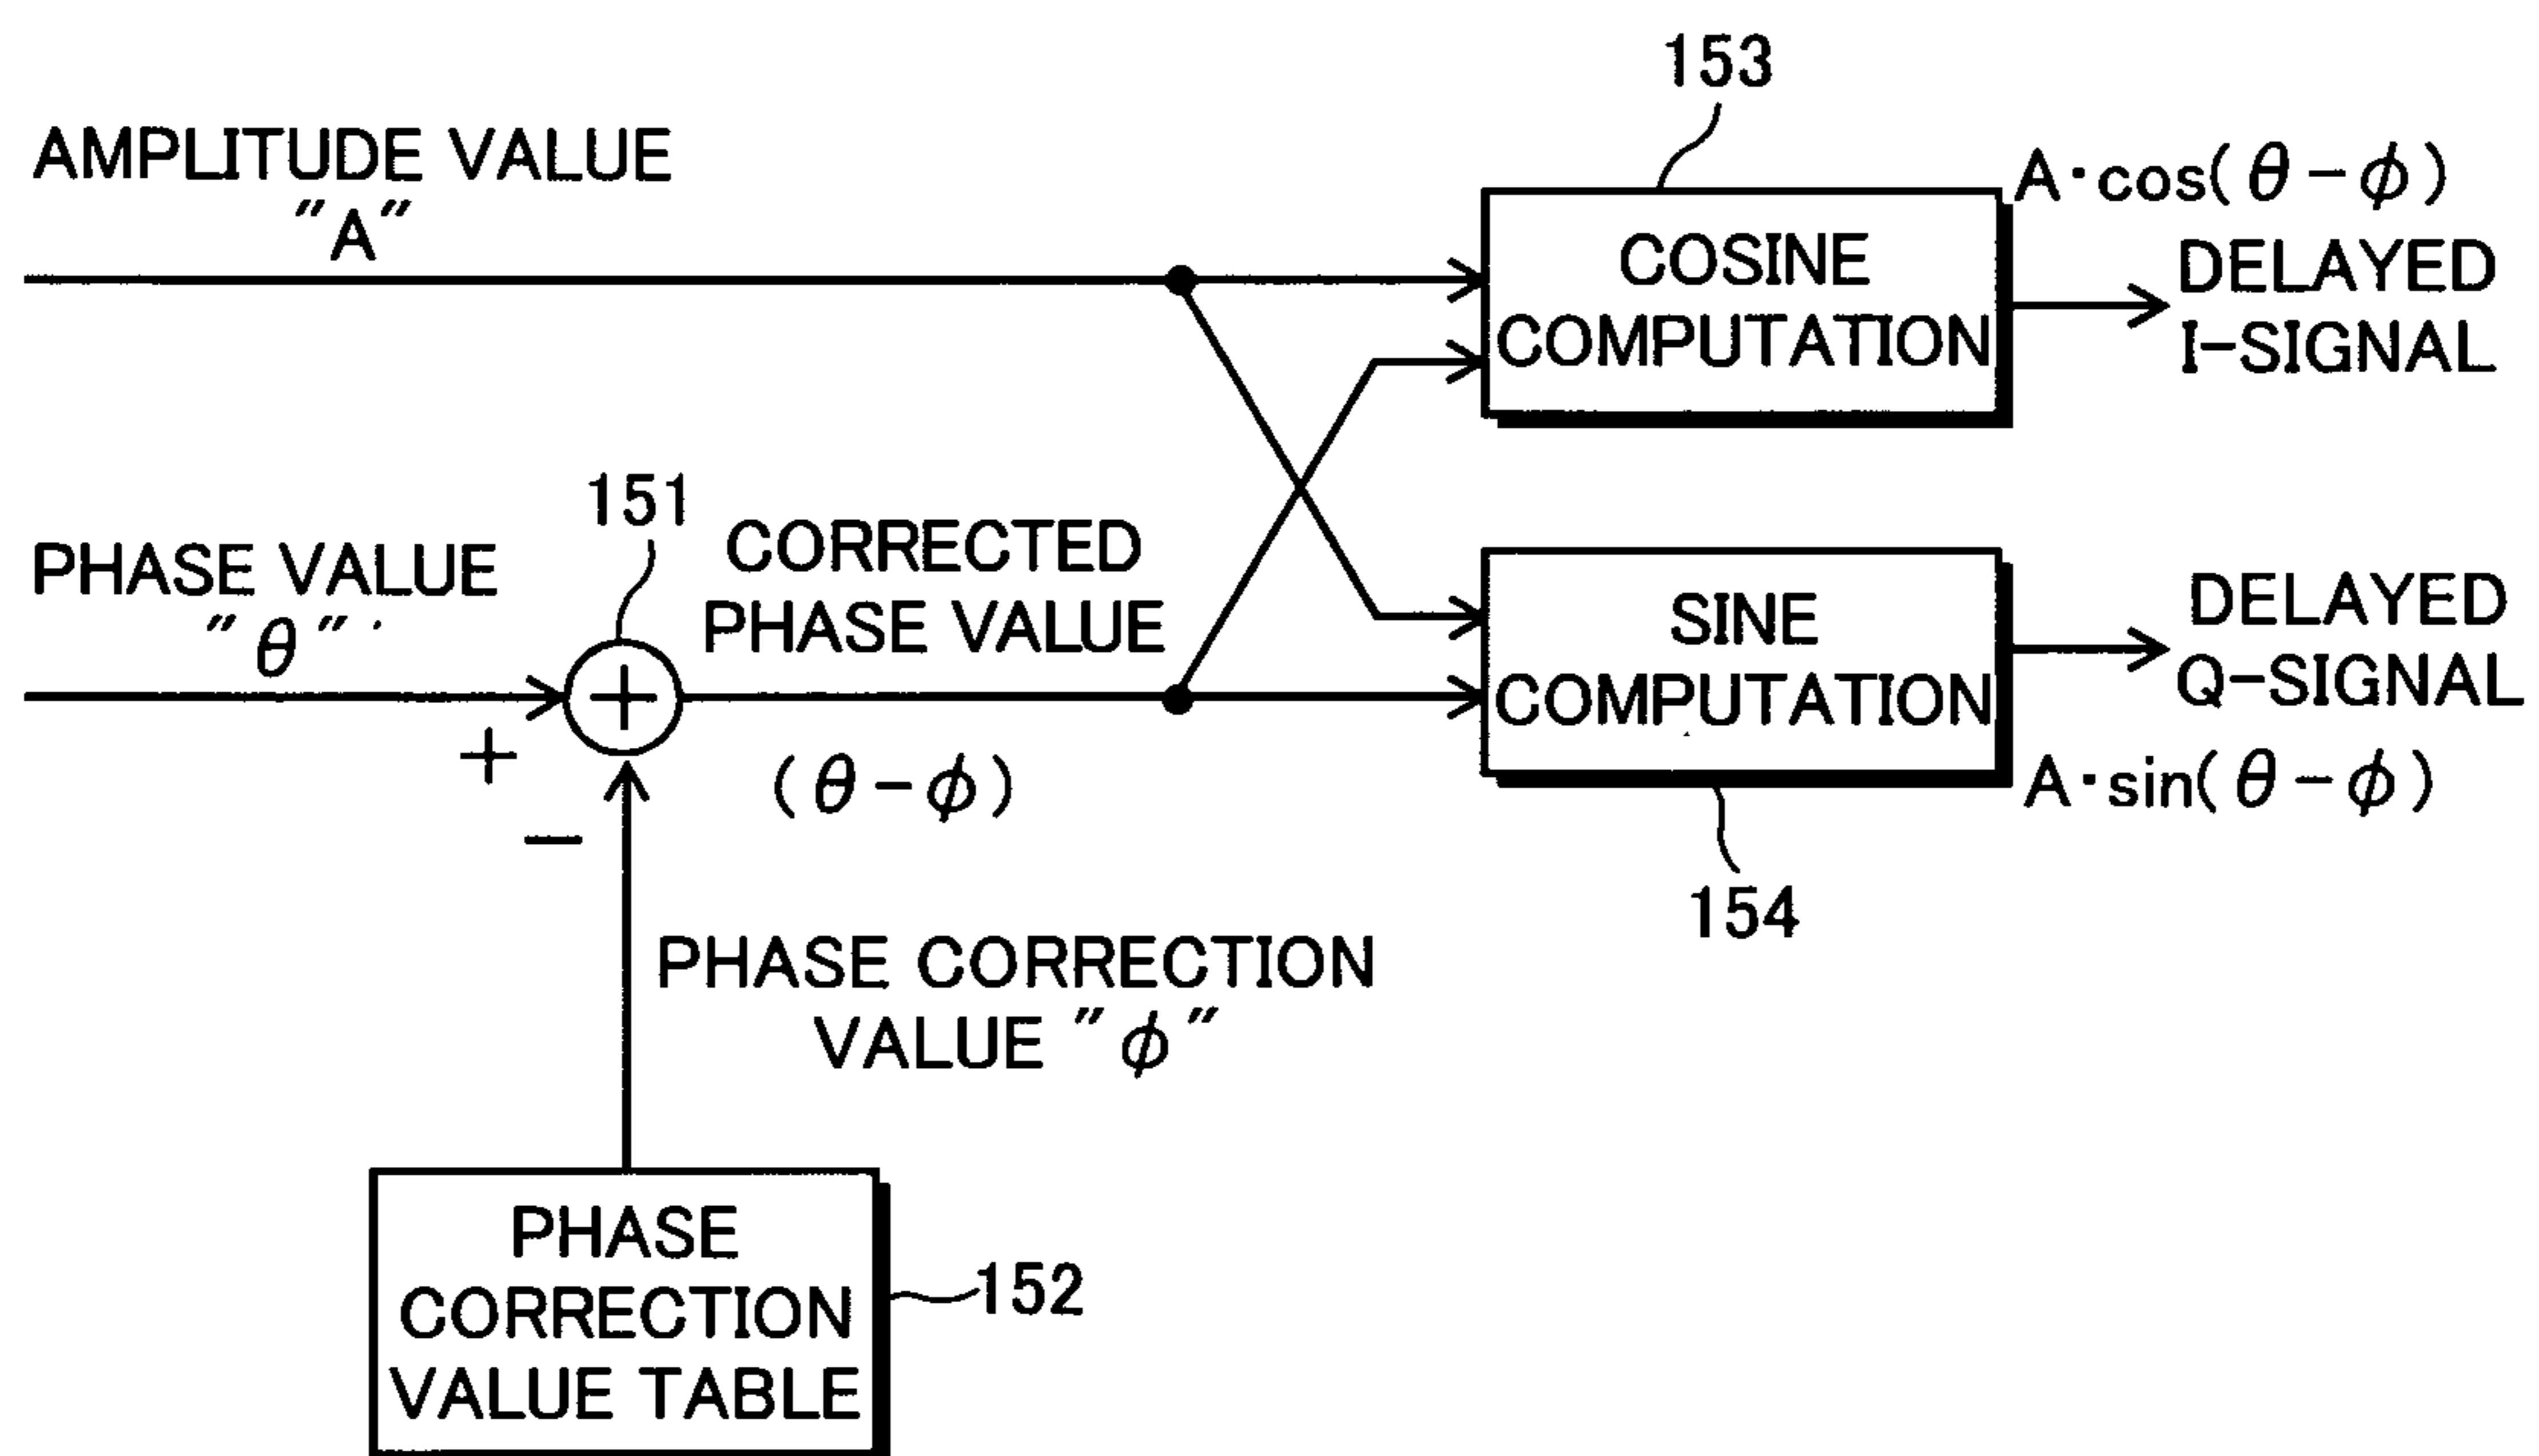 153
AMPLITUDE VALUE
"A"
COSINE
COMPUTATION
A·cos(θ-φ)
DELAYED
I-SIGNAL
151
PHASE VALUE
"θ"
+
+
−
CORRECTED
PHASE VALUE
(θ-φ)
SINE
COMPUTATION
DELAYED
Q-SIGNAL
A·sin(θ-φ)
154
PHASE CORRECTION
VALUE "φ"
PHASE
CORRECTION
VALUE TABLE
152